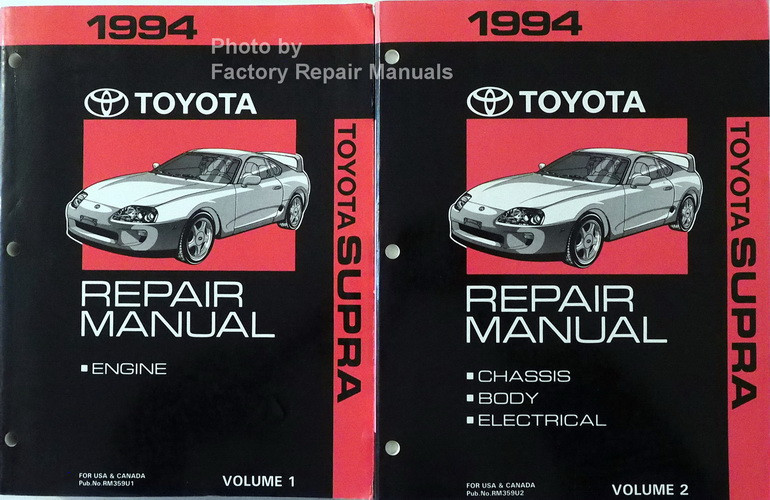 1994
Photo by
Factory Repair Manuals
TOYOTA
TOYOTA SUPRA
REPAIR
MANUAL
ENGINE
FOR USA & CANADA
Pub.No.RM359U1
VOLUME 1
1994
TOYOTA
TOYOTA SUPRA
REPAIR
MANUAL
CHASSIS
BODY
ELECTRICAL
FOR USA & CANADA
Pub.No.RM359U2
VOLUME 2